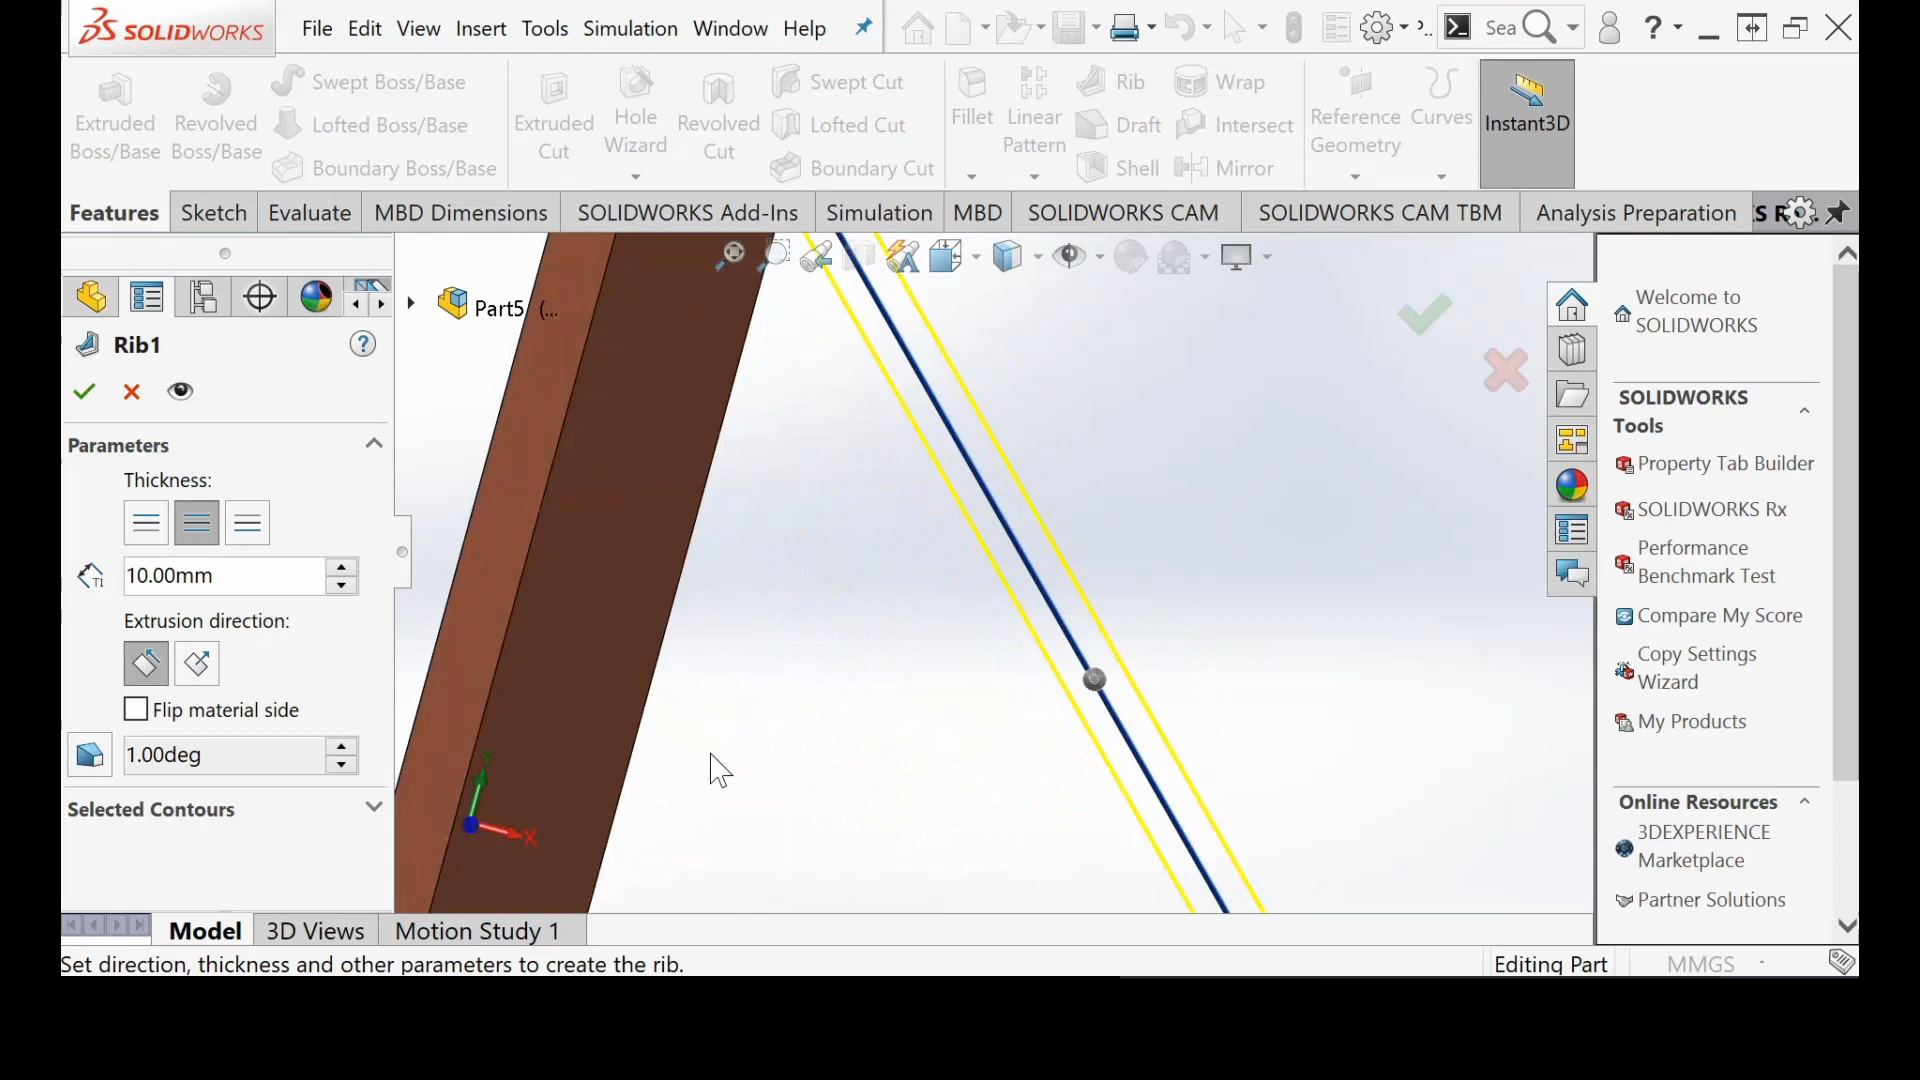 SOLIDWORKS File Edit View Insert Tools Simulation Window Help Sea ?
Extruded Boss/Base
Revolved Boss/Base
Swept Boss/Base
Lofted Boss/Base
Boundary Boss/Base
Extruded Cut
Hole Wizard
Revolved Cut
Swept Cut
Lofted Cut
Boundary Cut
Fillet
Linear Pattern
Rib
Draft
Shell
Wrap
Intersect
Mirror
Reference Geometry
Curves
Instant3D
Features Sketch Evaluate MBD Dimensions SOLIDWORKS Add-Ins Simulation MBD SOLIDWORKS CAM SOLIDWORKS CAM TBM Analysis Preparation
Part5 (...
Rib1
Parameters
Thickness:
T1
10.00mm
Extrusion direction:
Flip material side
1.00deg
Selected Contours
Y
X
Welcome to
SOLIDWORKS
SOLIDWORKS
Tools
Property Tab Builder
SOLIDWORKS Rx
Performance
Benchmark Test
Compare My Score
Copy Settings
Wizard
My Products
Online Resources
3DEXPERIENCE
Marketplace
Partner Solutions
Model 3D Views Motion Study 1
Set direction, thickness and other parameters to create the rib.
Editing Part MMGS